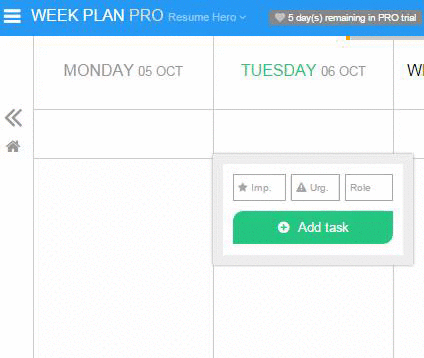 WEEK PLAN PRO Resume Hero 5 day(s) remaining in PRO trial
MONDAY 05 OCT TUESDAY 06 OCT
Imp. Urg. Role
Add task